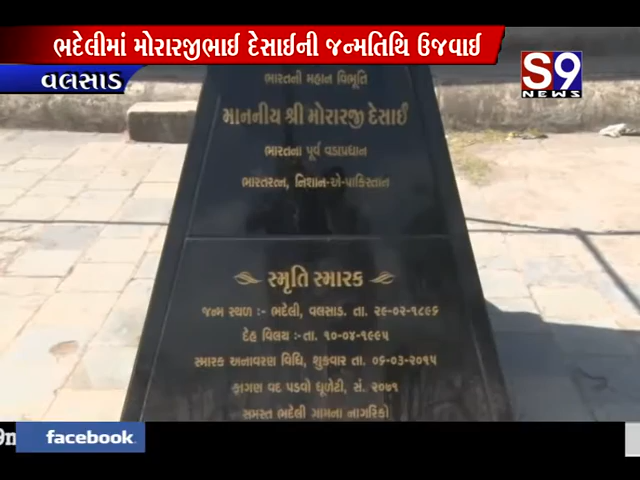 ભદેલીમાં મોરારજીભાઈ દેસાઈની જન્મતિથિ ઉજવાઈ
વલસાડ
S9
NEWS
ભારતની મહાન વિભૂતિ
માનનીય શ્રી મોરારજી દેસાઈ
ભારતના પૂર્વ વડાપ્રધાન
ભારતરત્ન, નિશાન-એ-પાકિસ્તાન
સ્મૃતિ સ્મારક
જન્મ સ્થળ :- ભદેલી, વલસાડ. તા. ૨૯-૦૨-૧૮૯૬
દેહ વિલય :- તા. ૧૦-૦૪-૧૯૯૫
સ્મારક અનાવરણ વિધિ, શુક્રવાર તા. ૦૬-૦૩-૨૦૧૫
ફાગણ વદ પડવો ધૂળેટી, સં. ૨૦૭૧
સમસ્ત ભદેલી ગામના નાગરિકો
facebook